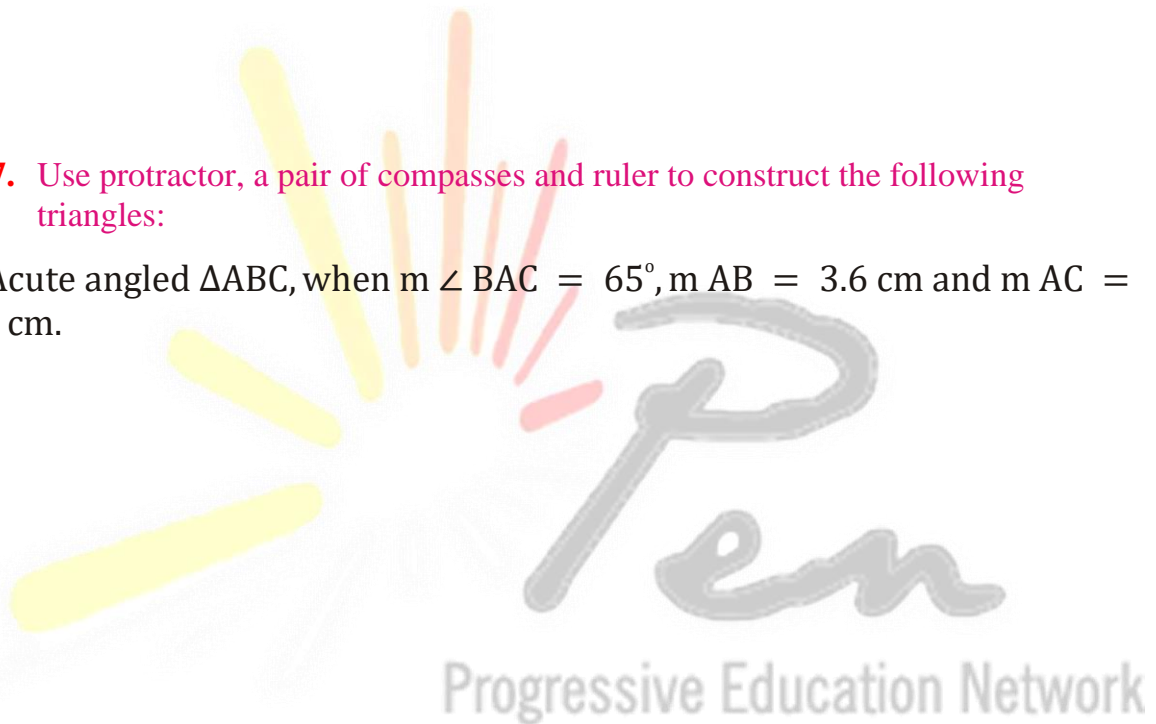 7. Use protractor, a pair of compasses and ruler to construct the following
triangles:
Acute angled ΔABC, when m ∠ BAC = 65°, m AB = 3.6 cm and m AC =
cm.
Pen
Progressive Education Network